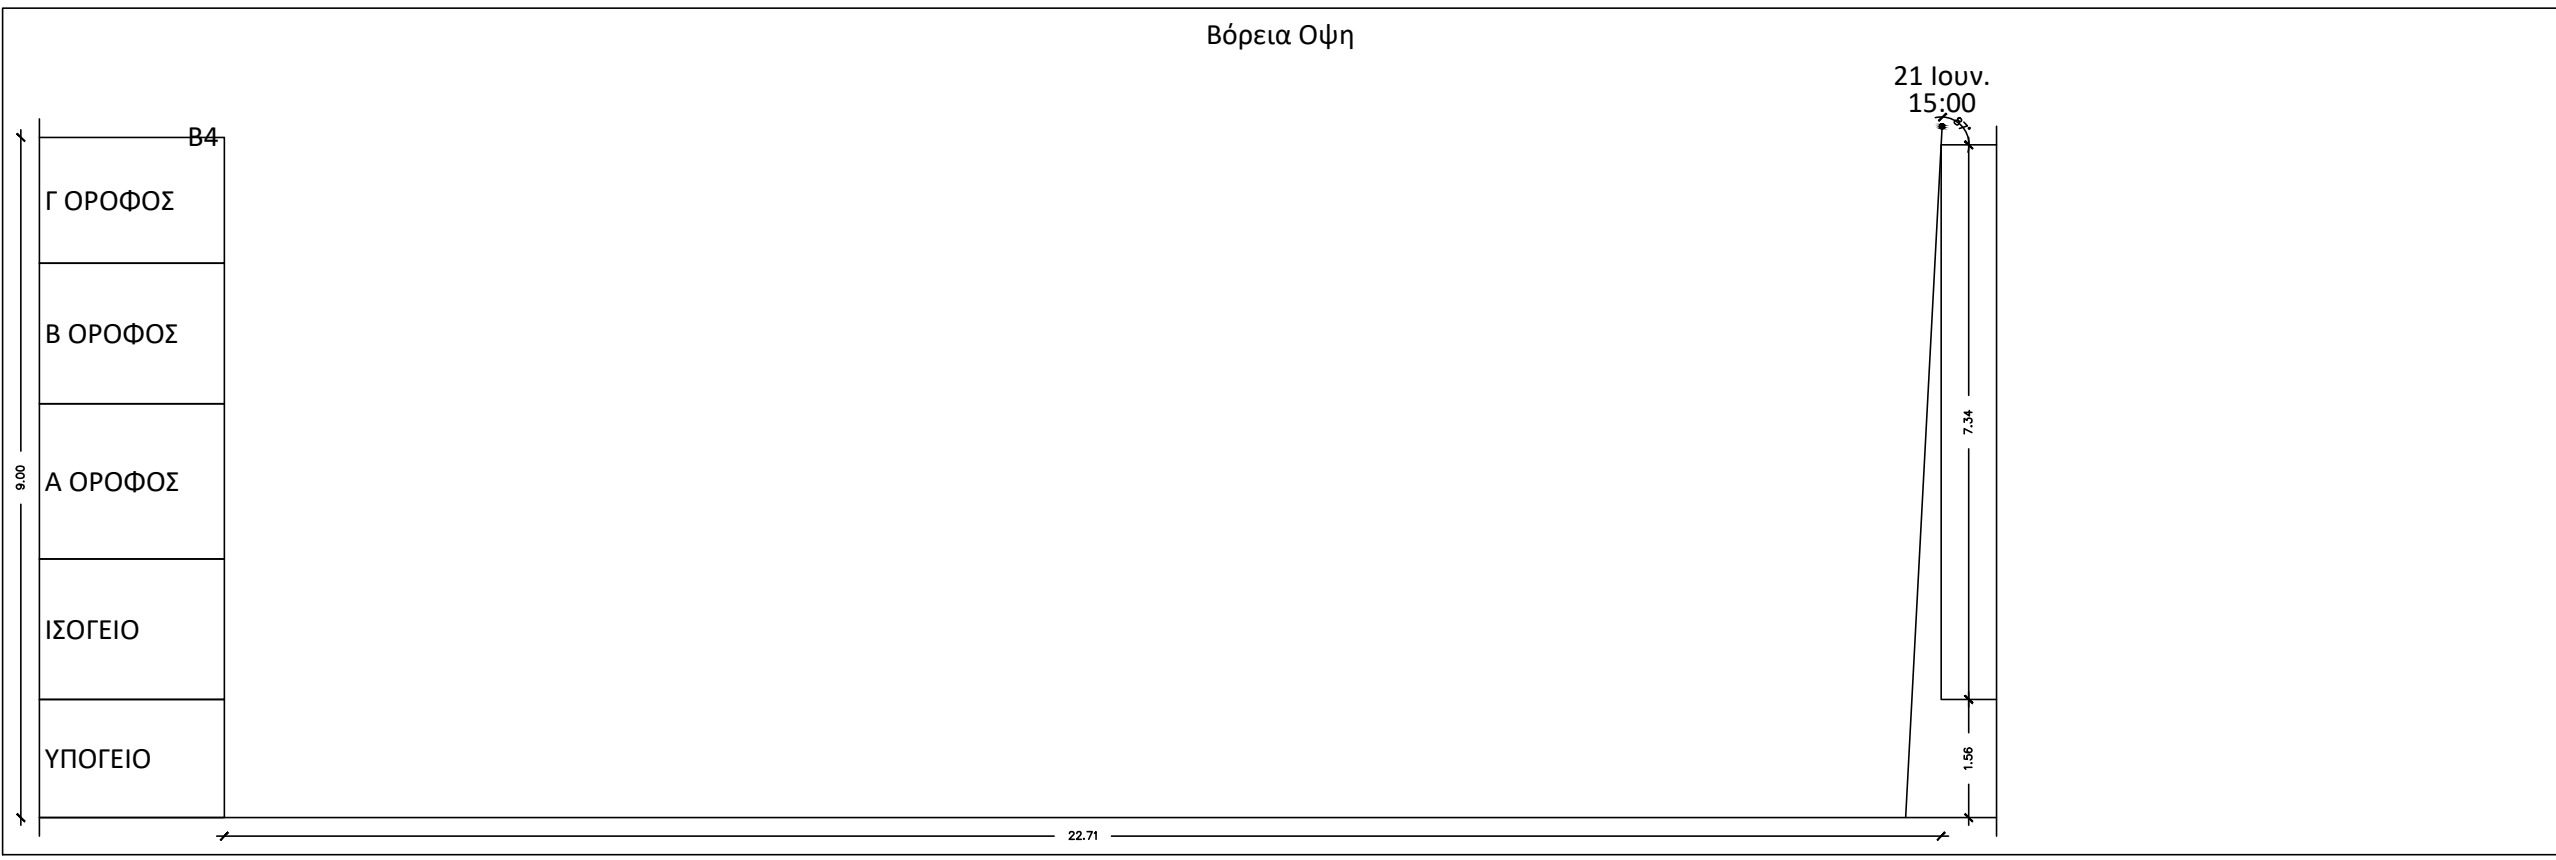 Βόρεια Οψη
21 Ιουν.
15:00
87°
B4
Γ ΟΡΟΦΟΣ
Β ΟΡΟΦΟΣ
7.34
9.00
Α ΟΡΟΦΟΣ
ΙΣΟΓΕΙΟ
ΥΠΟΓΕΙΟ
1.56
22.71